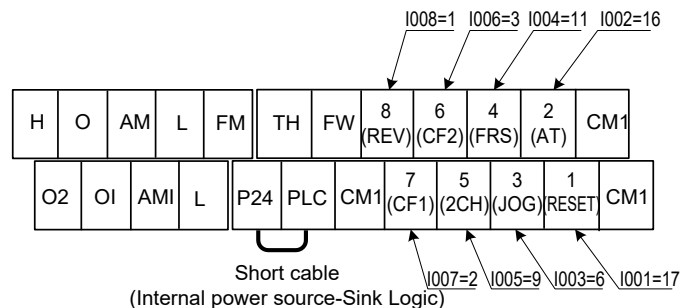 I008=1 I006=3 I004=11 I002=16
H O AM L FM TH FW 8 (REV) 6 (CF2) 4 (FRS) 2 (AT) CM1
O2 OI AMI L P24 PLC CM1 7 (CF1) 5 (2CH) 3 (JOG) 1 (RESET) CM1
I007=2 I005=9 I003=6 I001=17
Short cable
(Internal power source-Sink Logic)